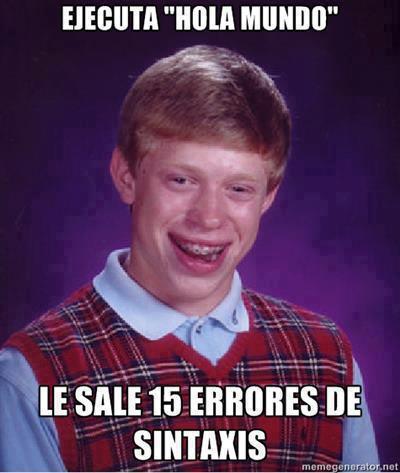 EJECUTA "HOLA MUNDO"
LE SALE 15 ERRORES DE
SINTAXIS
memegenerator.net